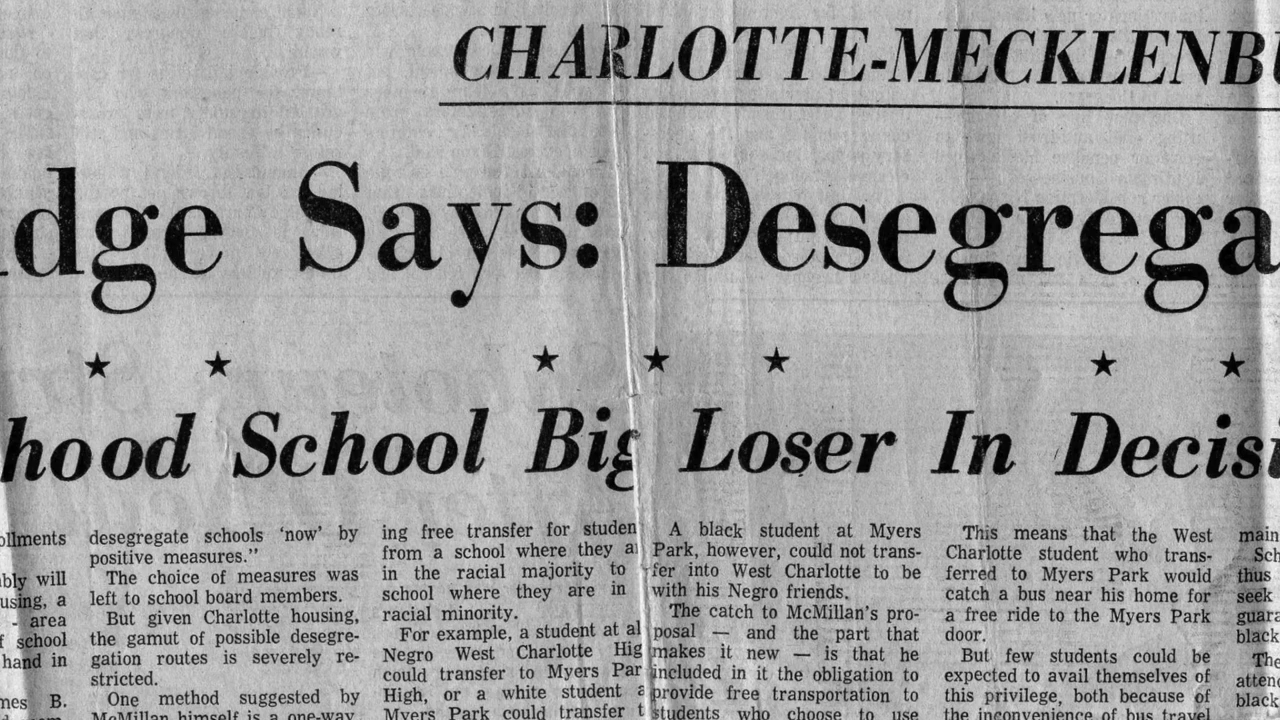 CHARLOTTE-MECKLENBU
dge Says: Desegrega
hood School Big Loser In Decisi
ollments
bly will
using, a
- area
f school
hand in
mes B.
desegregate schools 'now' by
positive measures."
The choice of measures was
left to school board members.
But given Charlotte housing,
the gamut of possible desegre-
gation routes is severely re-
stricted.
One method suggested by
McMillan himself is a one-way
ing free transfer for studen
from a school where they a
in the racial majority to
school where they are in
racial minority.
For example, a student at al
Negro West Charlotte Hig
could transfer to Myers Par
High, or a white student a
Myers Park could transfer t
A black student at Myers
Park, however, could not trans-
fer into West Charlotte to be
with his Negro friends.
The catch to McMillan's pro-
posal — and the part that
makes it new — is that he
included in it the obligation to
provide free transportation to
students who choose to use
This means that the West
Charlotte student who trans-
ferred to Myers Park would
catch a bus near his home for
a free ride to the Myers Park
door.
But few students could be
expected to avail themselves of
this privilege, both because of
the inconvenience of bus travel
main
Sch
thus
seek
guara
black
The
attend
black